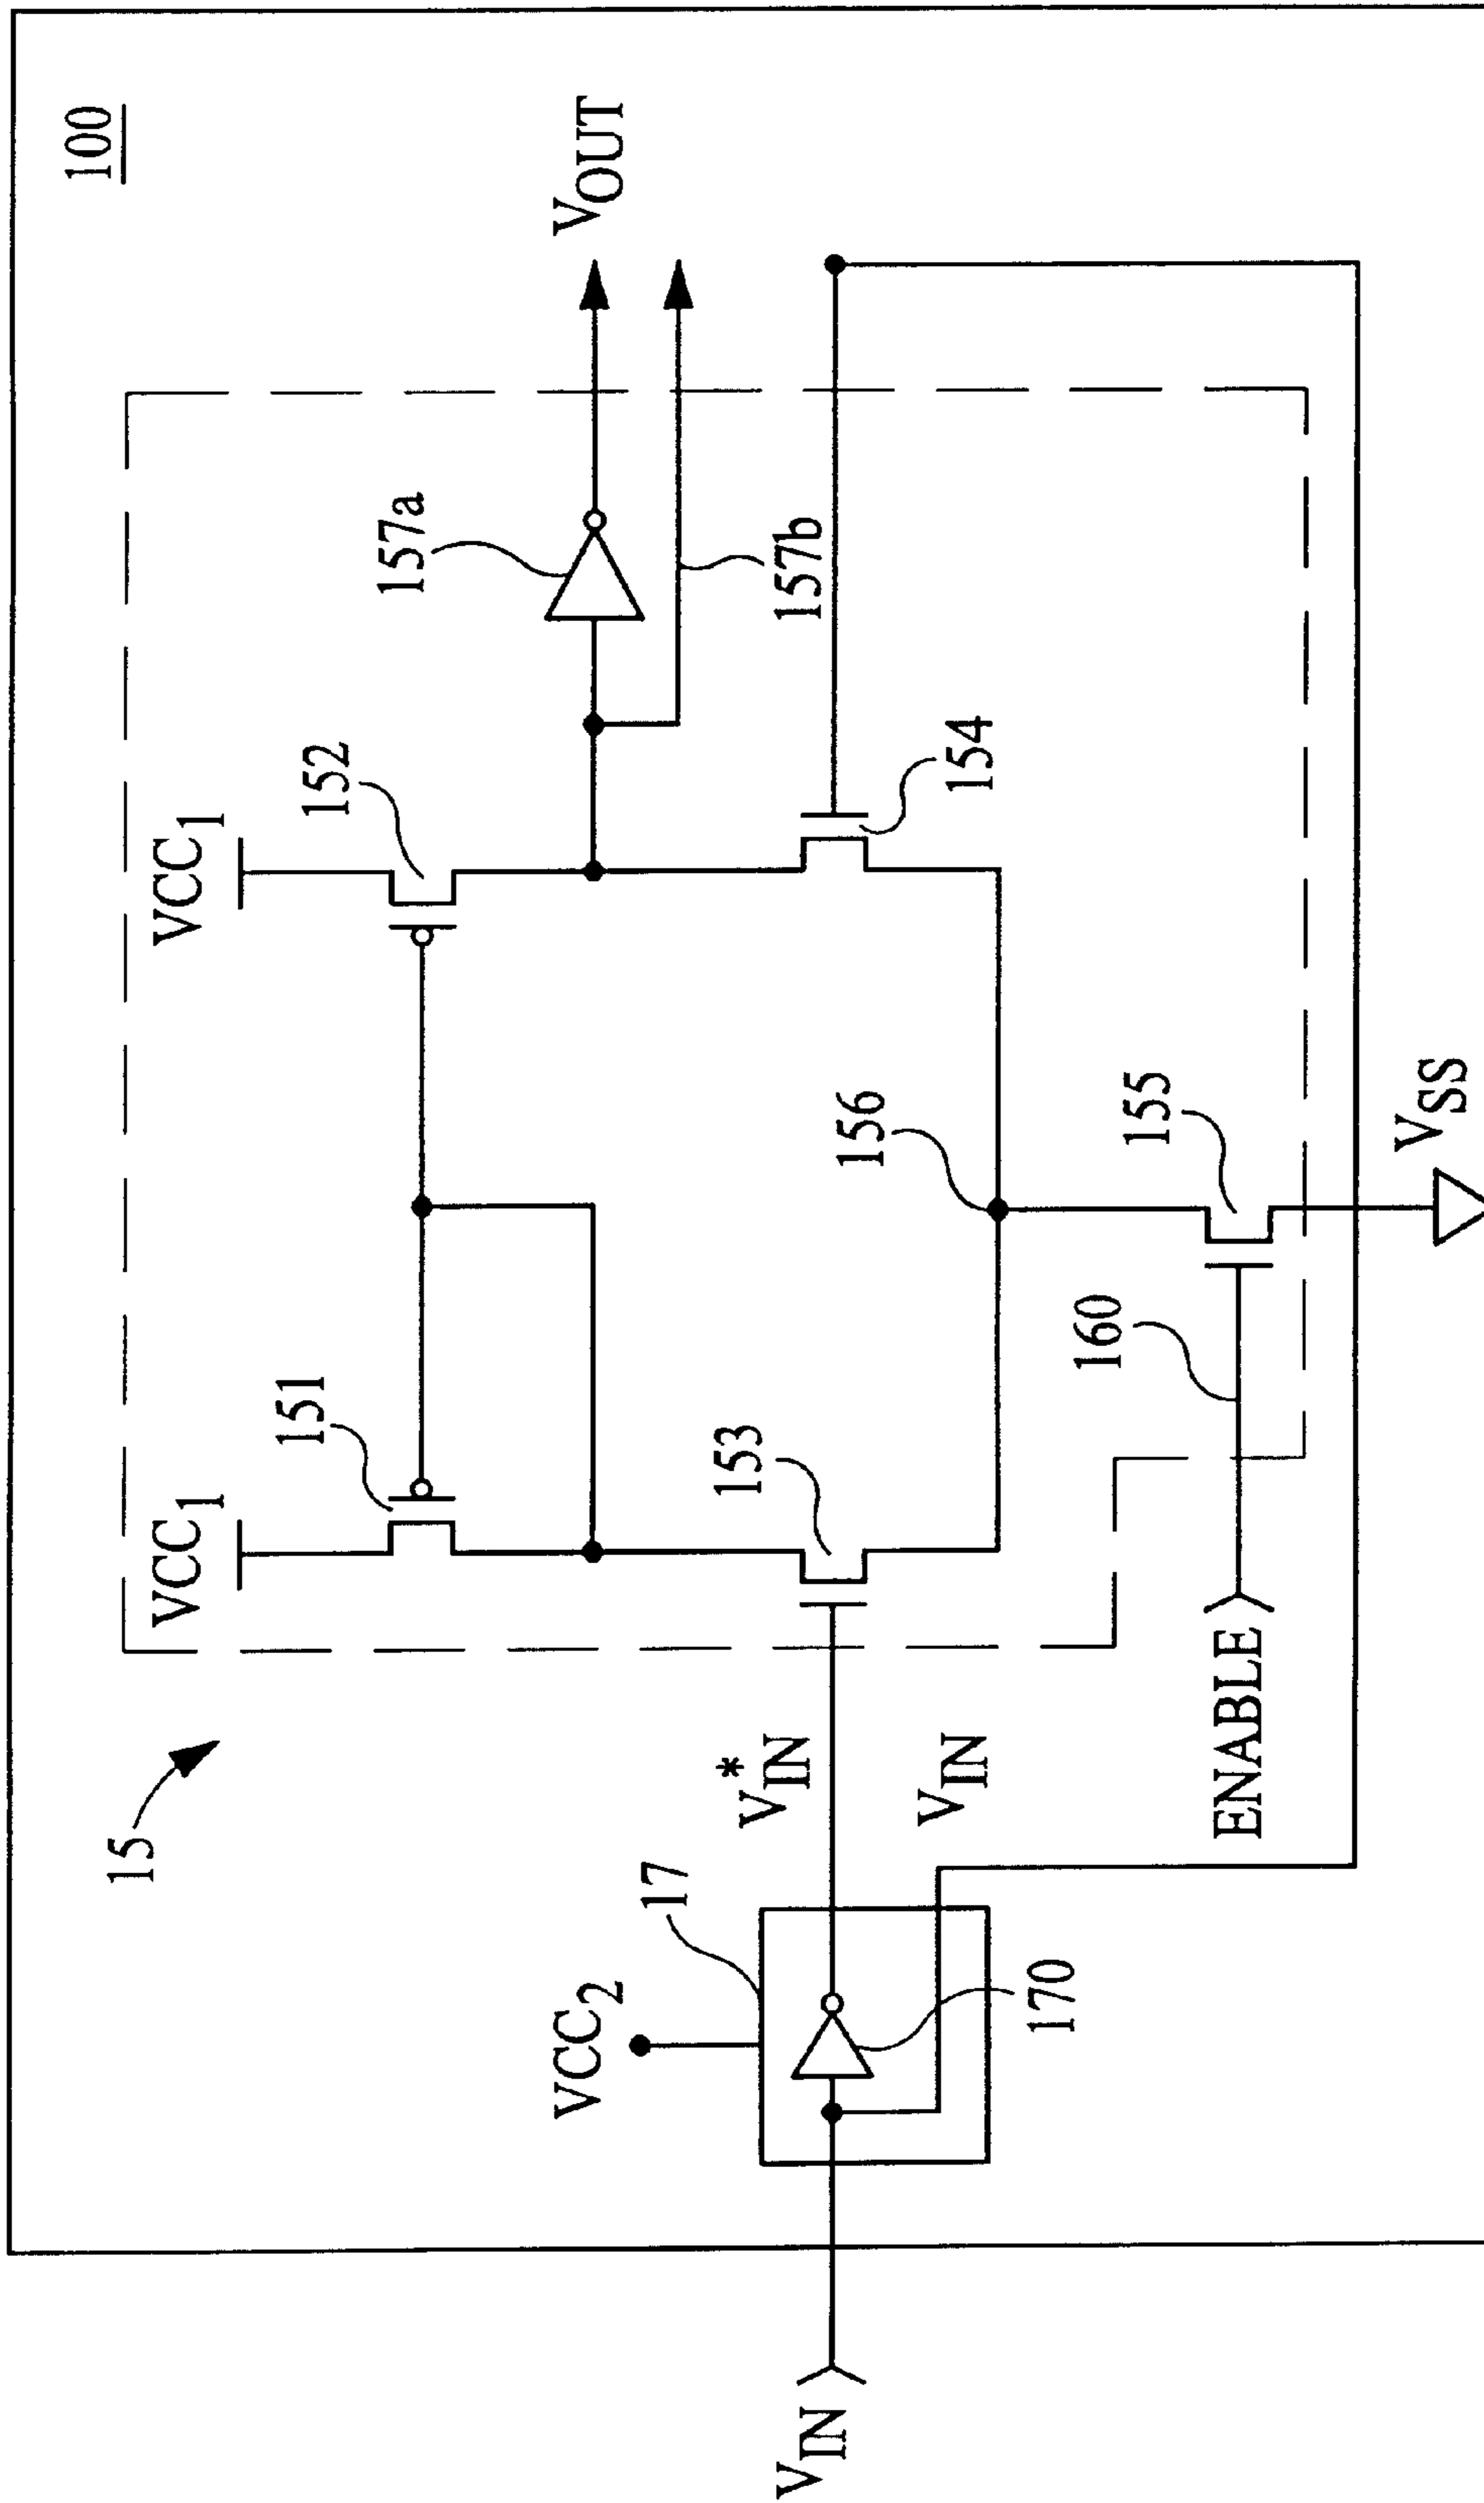 100
15
VCC1
151
VCC1
152
157a
VOUT
157b
VCC2
17
V*IN
153
156
154
VIN
VIN
170
160
155
ENABLE
VSS